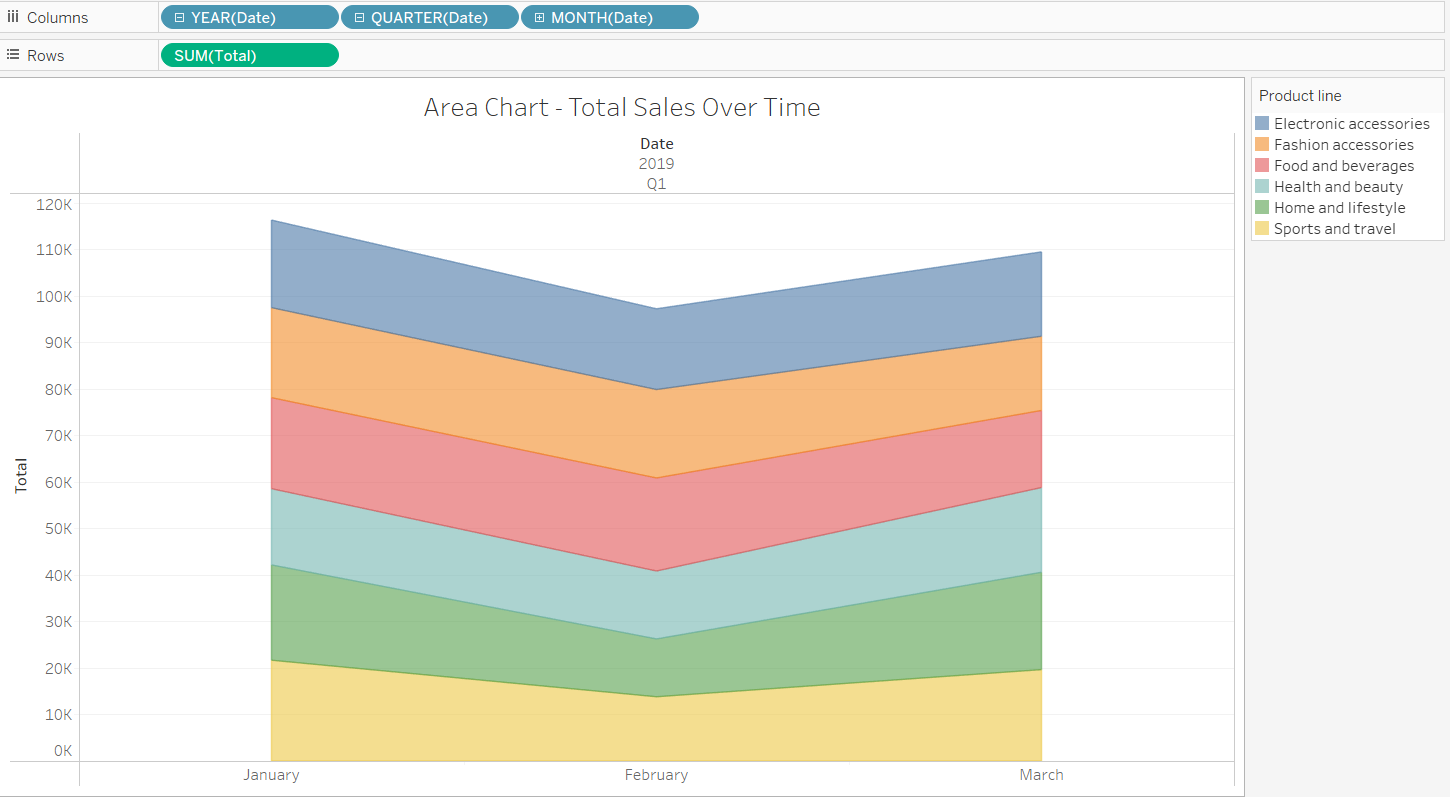 Columns
YEAR(Date)
QUARTER(Date)
MONTH(Date)
Rows
SUM(Total)
Area Chart - Total Sales Over Time
Date
2019
Q1
120K
110K
100K
90K
80K
70K
60K
50K
40K
30K
20K
10K
0K
Total
January
February
March
Product line
Electronic accessories
Fashion accessories
Food and beverages
Health and beauty
Home and lifestyle
Sports and travel